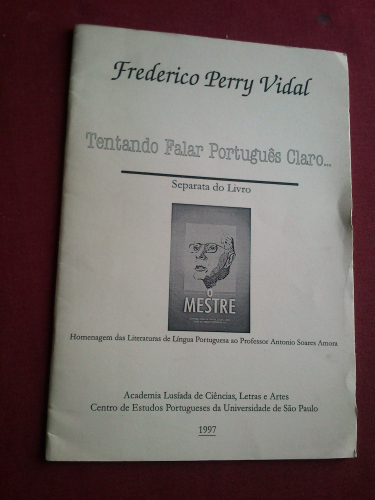 Frederico Perry Vidal
Tentando Falar Português Claro...
Separata do Livro
O
MESTRE
Homenagem das Literaturas de Língua Portuguesa ao Professor Antonio Soares Amora
Academia Lusíada de Ciências, Letras e Artes
Centro de Estudos Portugueses da Universidade de São Paulo
1997